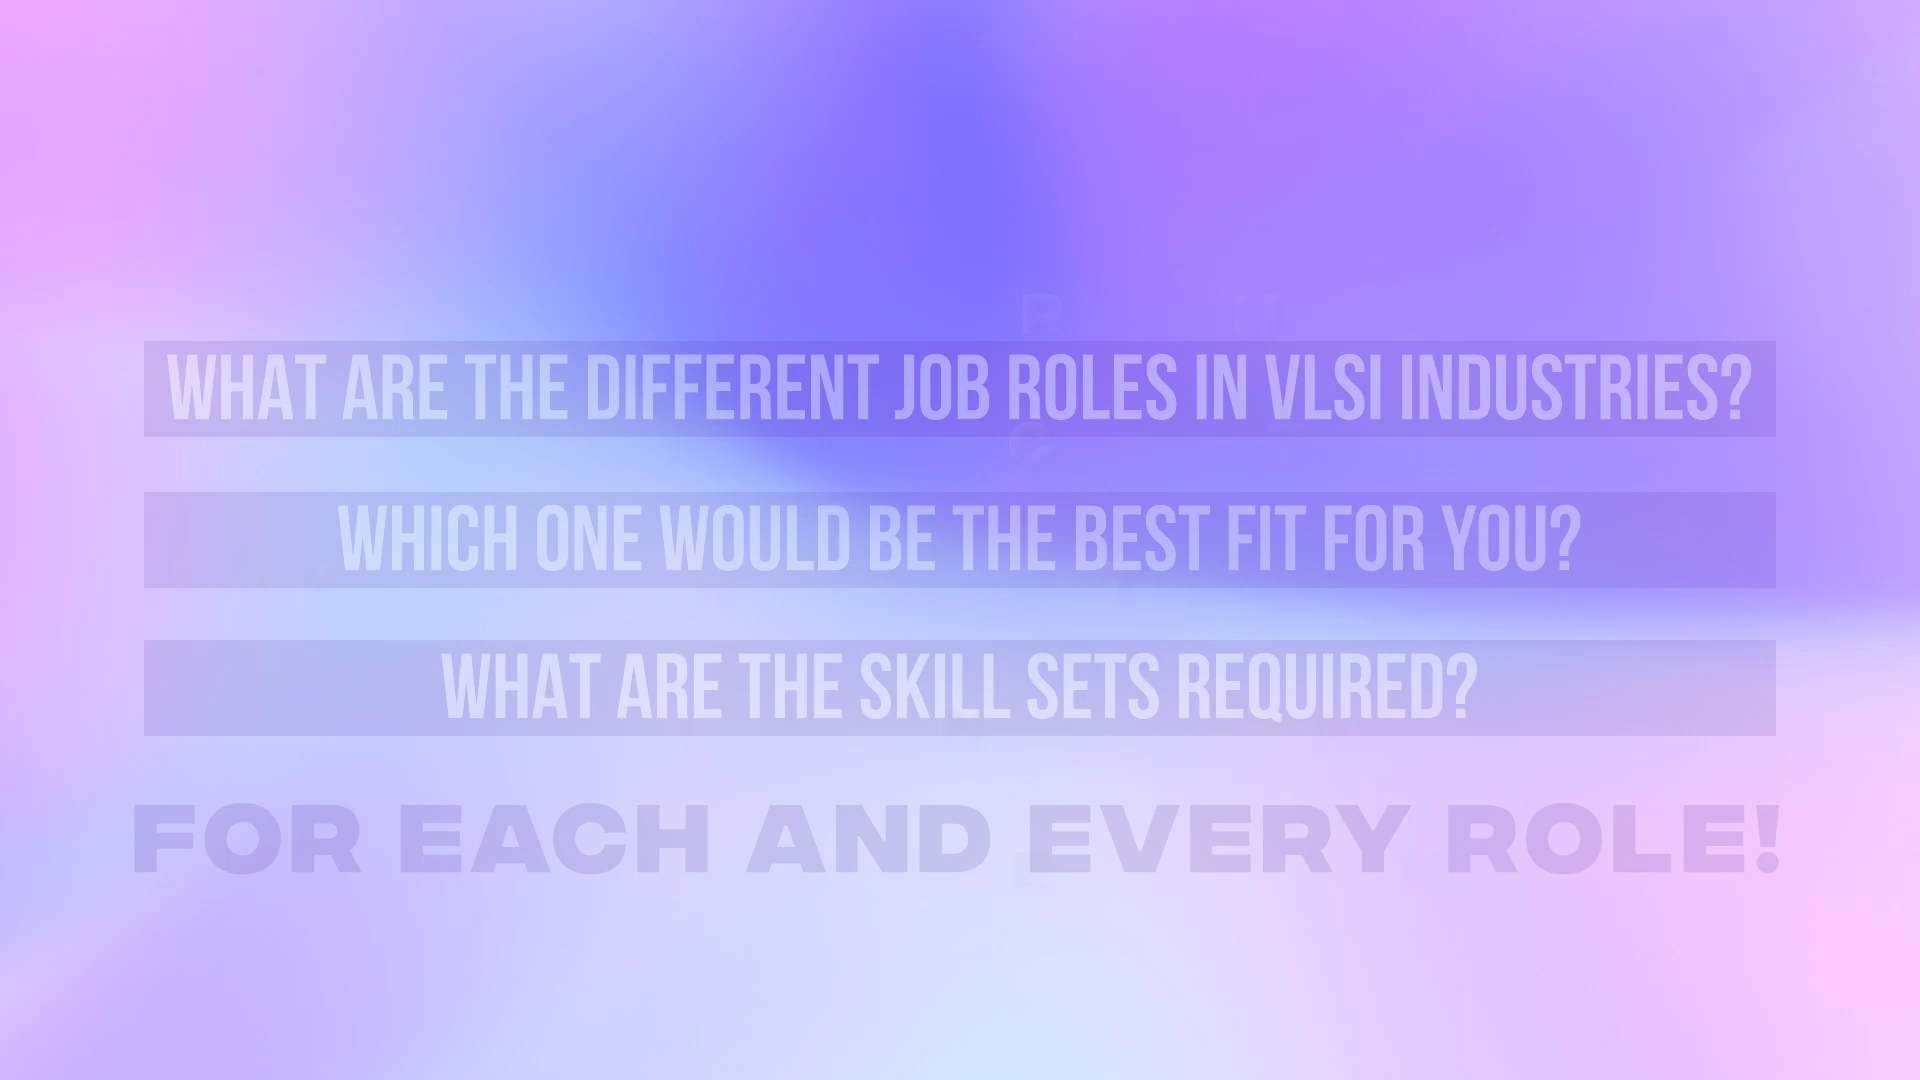 WHAT ARE THE DIFFERENT JOB ROLES IN VLSI INDUSTRIES?
WHICH ONE WOULD BE THE BEST FIT FOR YOU?
WHAT ARE THE SKILL SETS REQUIRED?
FOR EACH AND EVERY ROLE!